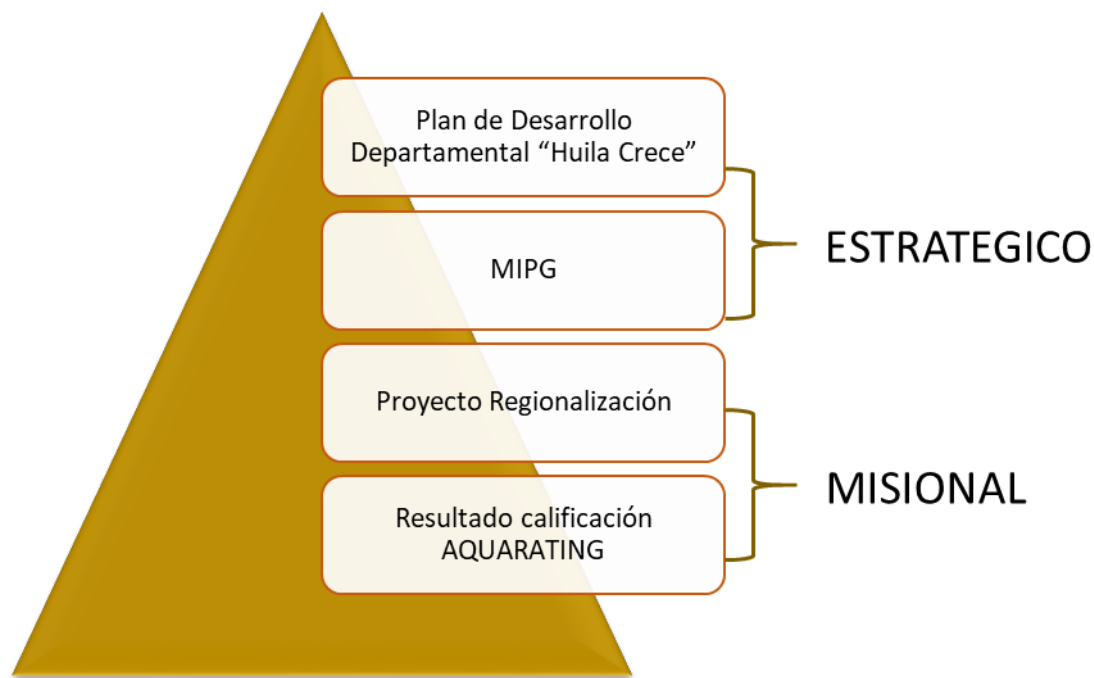 Plan de Desarrollo
Departamental “Huila Crece”
MIPG
ESTRATEGICO
Proyecto Regionalización
Resultado calificación
AQUARATING
MISIONAL